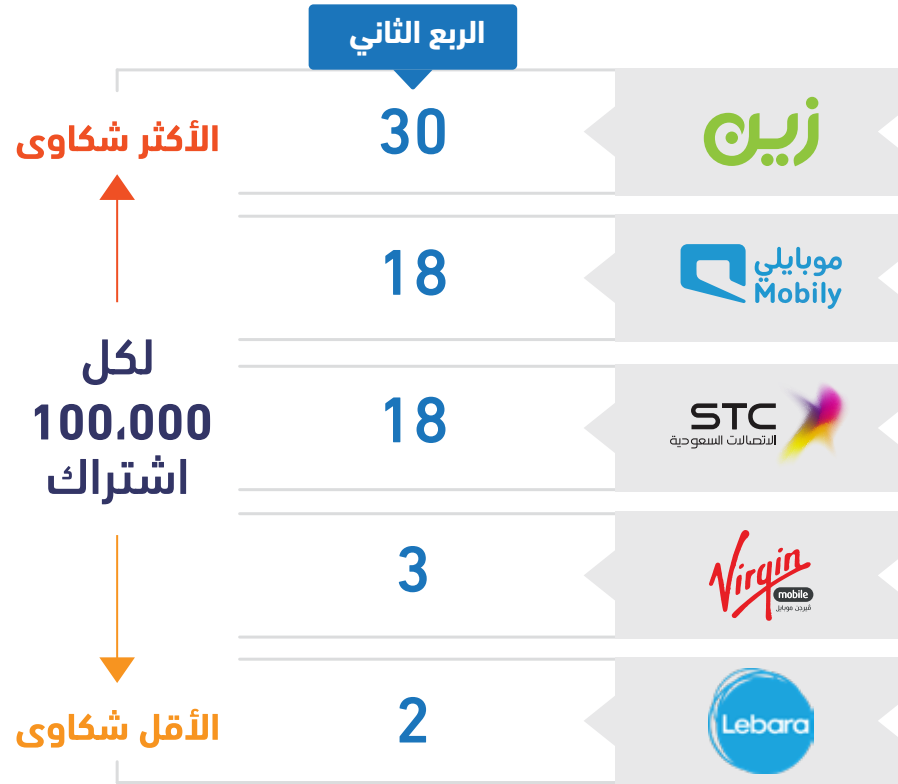 الربع الثاني
زين
30
الأكثر شكاوى
موبايلي
Mobily
18
لكل
100،000
اشتراك
STC
الاتصالات السعودية
18
Virgin
mobile
ڤيرجن موبايل
3
Lebara
2
الأقل شكاوى